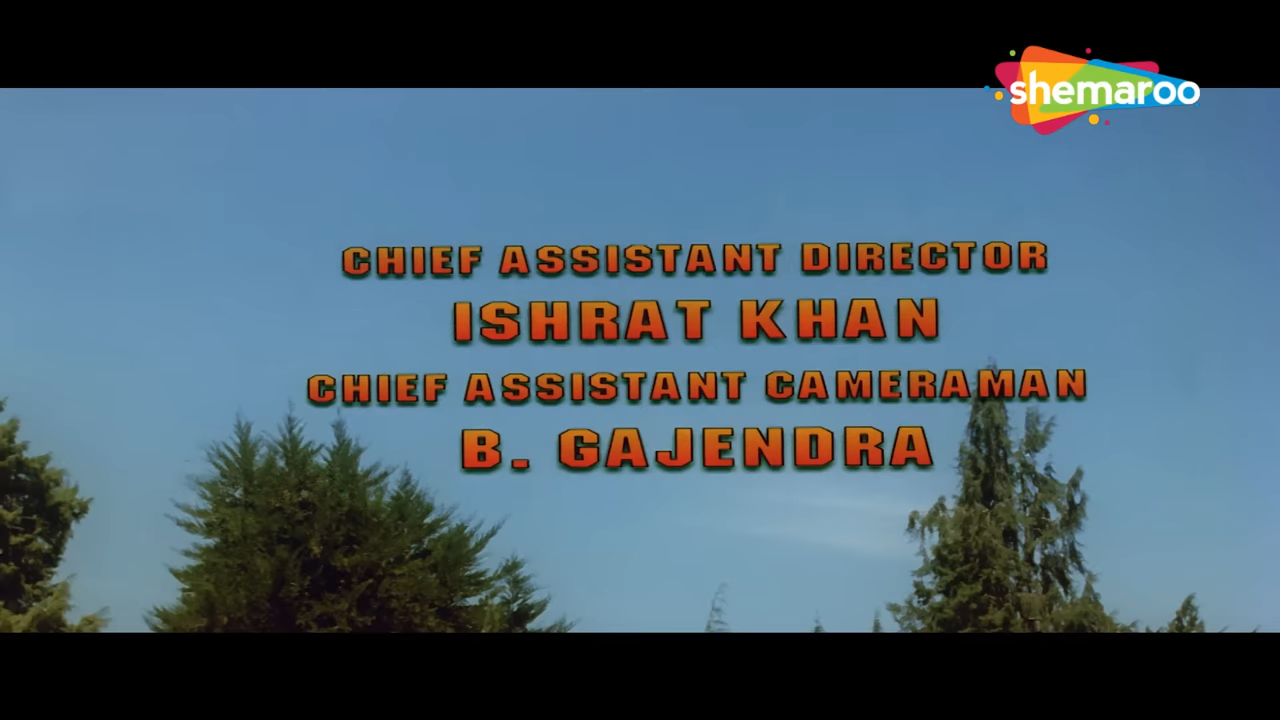 shemaroo
CHIEF ASSISTANT DIRECTOR
ISHRAT KHAN
CHIEF ASSISTANT CAMERAMAN
B. GAJENDRA